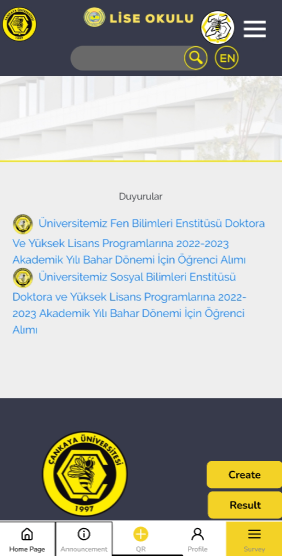 LİSE OKULU
EN
Duyurular
Üniversitemiz Fen Bilimleri Enstitüsü Doktora
Ve Yüksek Lisans Programlarına 2022-2023
Akademik Yılı Bahar Dönemi İçin Öğrenci Alımı
Üniversitemiz Sosyal Bilimleri Enstitüsü
Doktora ve Yüksek Lisans Programlarına 2022-
2023 Akademik Yılı Bahar Dönemi İçin Öğrenci
Alımı
ÇANKAYA ÜNİVERSİTESİ
1997
Create
Result
Home Page
Announcement
QR
Profile
Survey